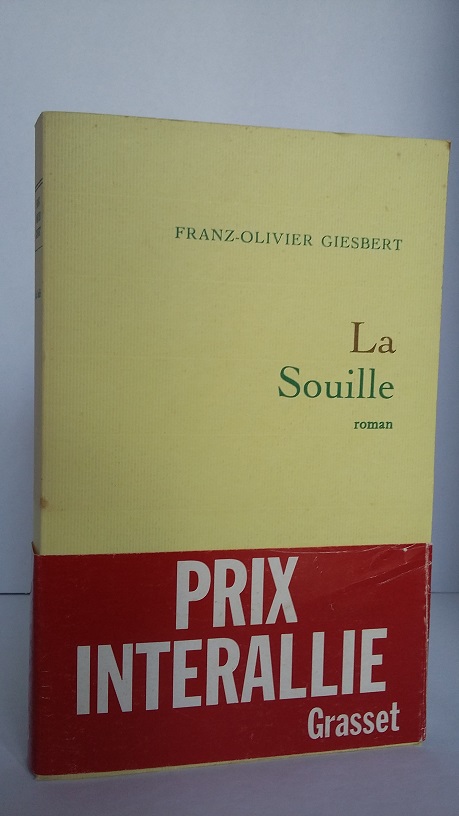 FRANZ-OLIVIER GIESBERT
La
Souille
roman
PRIX
INTERALLIE
Grasset